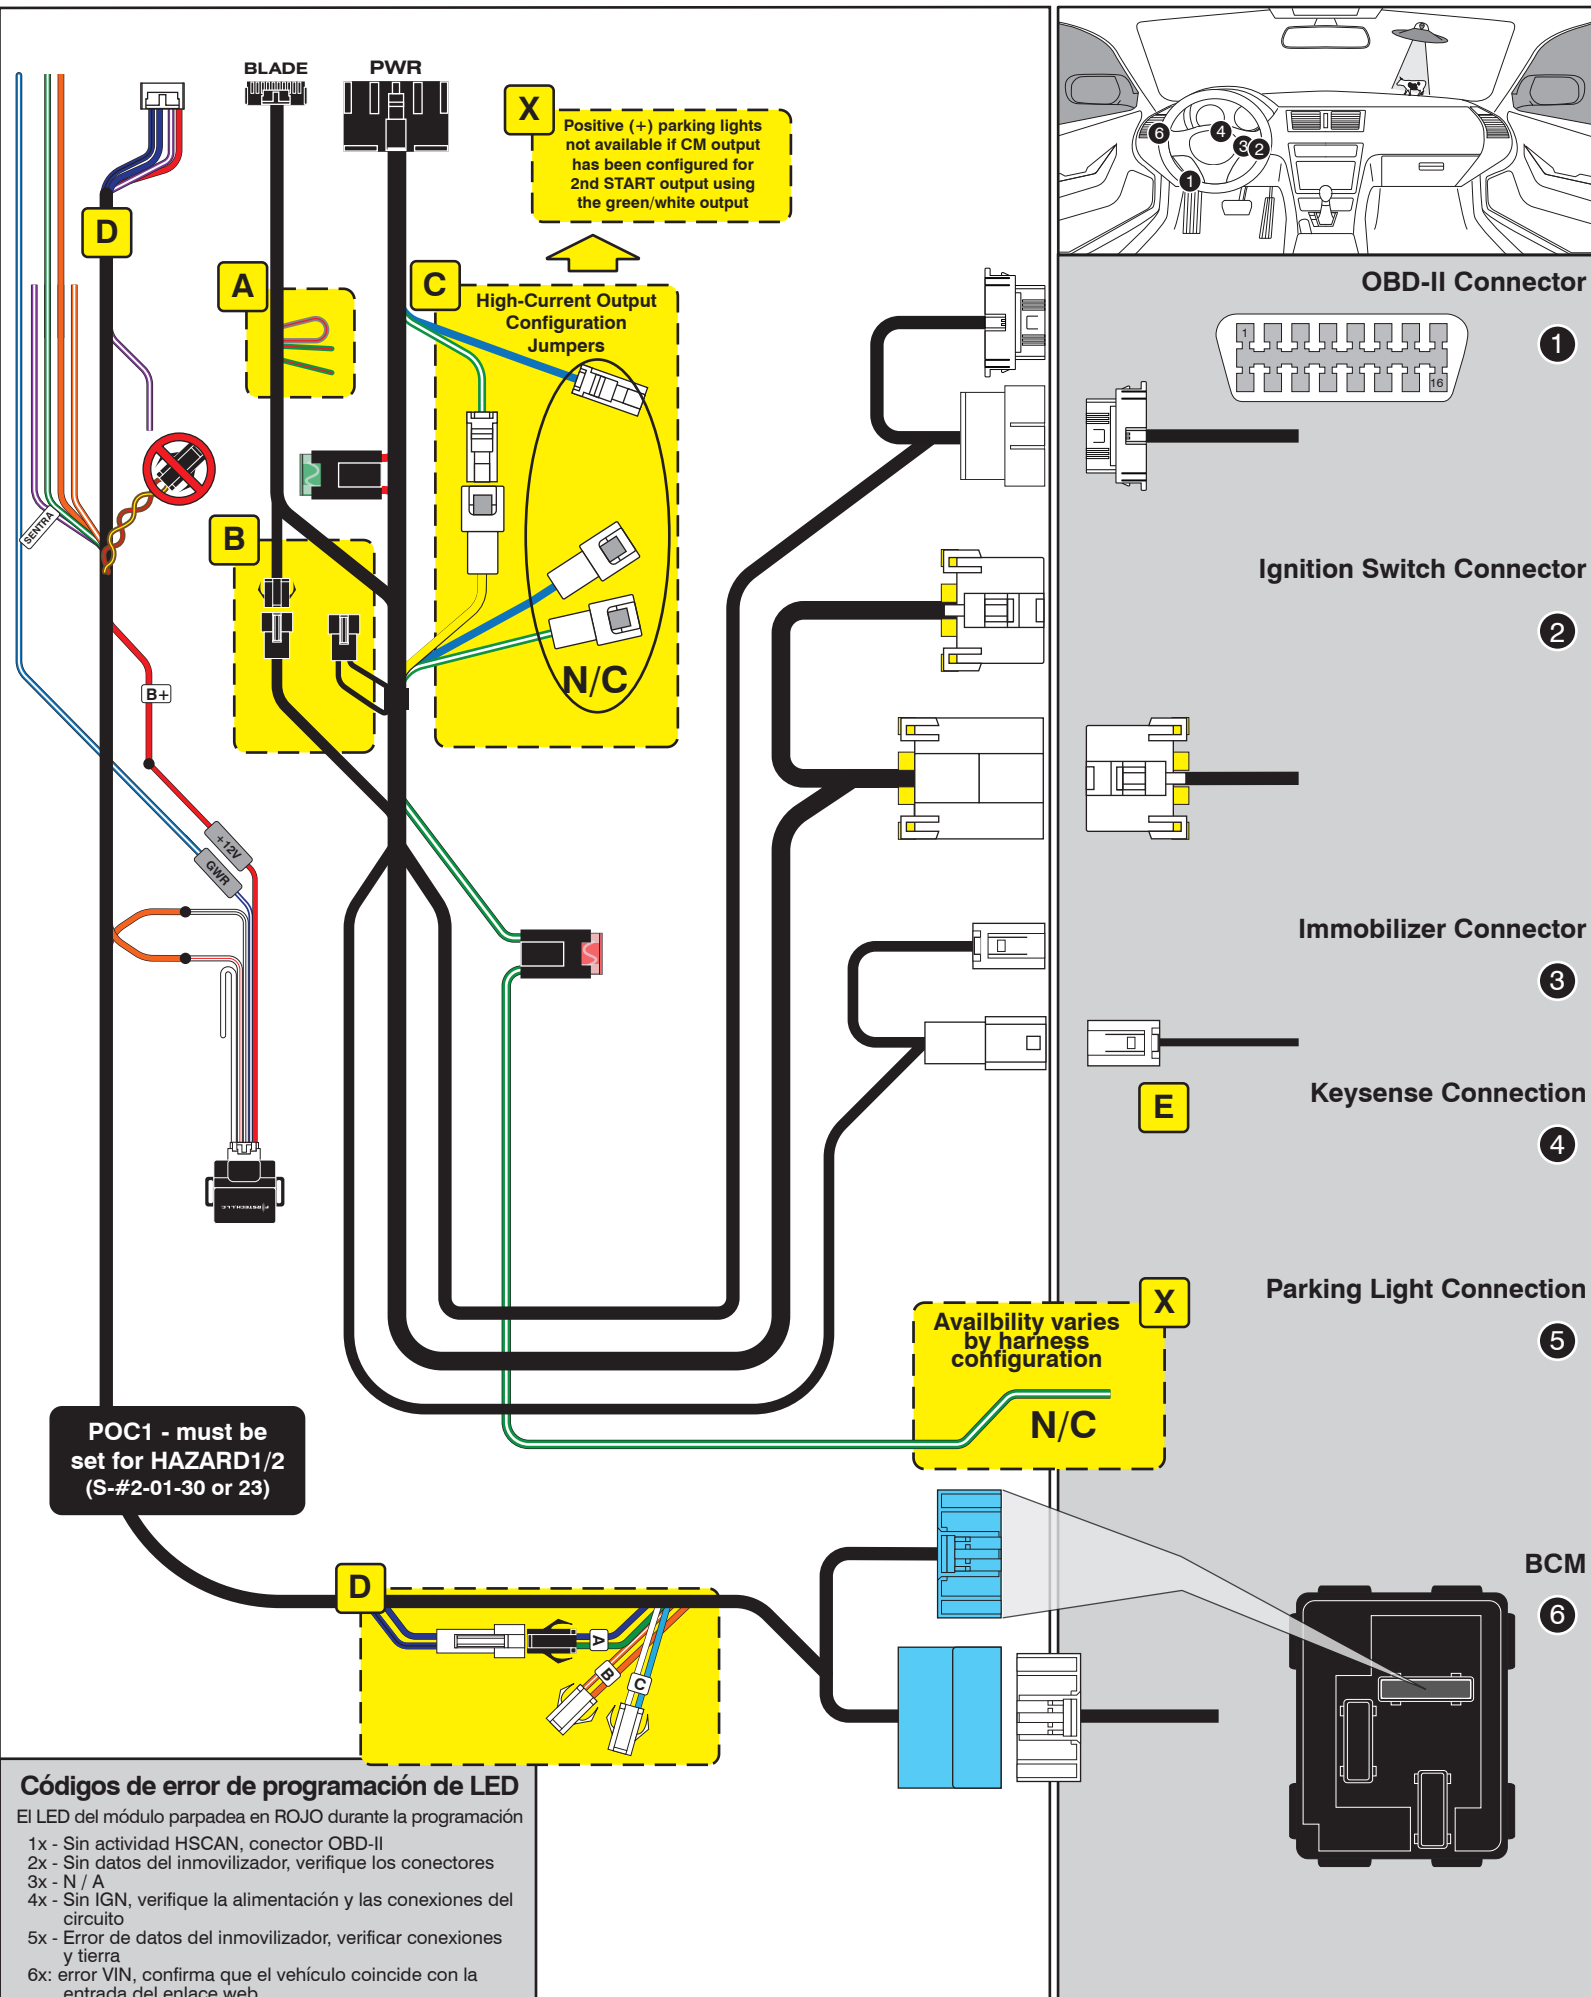 BLADE
PWR
X
Positive (+) parking lights
not available if CM output
has been configured for
2nd START output using
the green/white output
D
A
C
High-Current Output
Configuration
Jumpers
SENTRA
B
N/C
B+
+12V
GWR
6
4
3
2
1
OBD-II Connector
1
1
16
Ignition Switch Connector
2
Immobilizer Connector
3
E
Keysense Connection
4
X
Parking Light Connection
5
Availbility varies
by harness
configuration
N/C
POC1 - must be
set for HAZARD1/2
(S-#2-01-30 or 23)
D
A
B
C
BCM
6
Códigos de error de programación de LED
El LED del módulo parpadea en ROJO durante la programación
1x - Sin actividad HSCAN, conector OBD-II
2x - Sin datos del inmovilizador, verifique los conectores
3x - N / A
4x - Sin IGN, verifique la alimentación y las conexiones del
circuito
5x - Error de datos del inmovilizador, verificar conexiones
y tierra
6x: error VIN, confirma que el vehículo coincide con la
entrada del enlace web